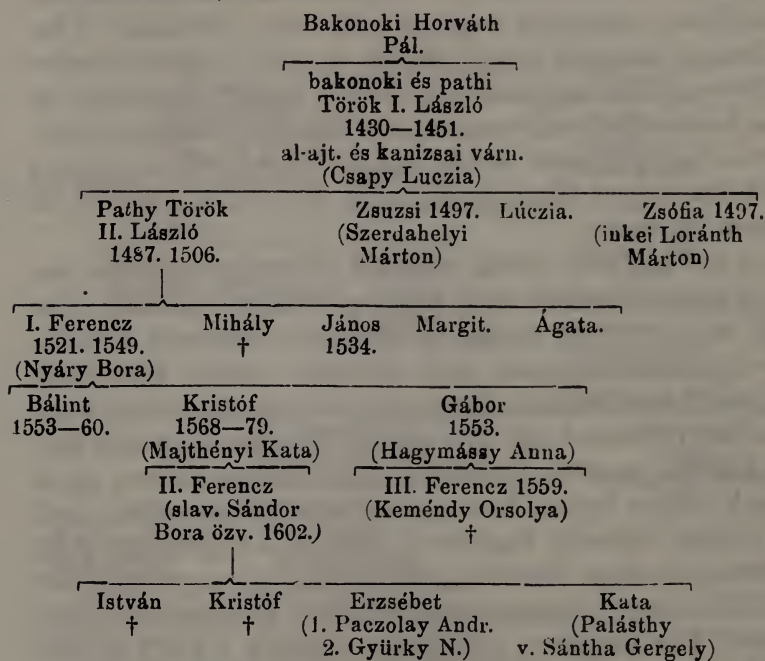 Bakonoki Horváth
Pál.
bakonoki és pathi
Török I. László
1430—1451.
al-ajt. és kanizsai várn.
(Csapy Luczia)
Pathy Török Zsuzsi 1497. Lúczia. Zsófia 1497.
II. László (Szerdahelyi (inkei Loránth
1487. 1506. Márton) Márton)
I. Ferencz Mihály János Margit. Ágata.
1521. 1549. † 1534.
(Nyáry Bora)
Bálint Kristóf Gábor
1553—60. 1568—79. 1553.
(Majthényi Kata) (Hagymássy Anna)
II. Ferencz III. Ferencz 1559.
(slav. Sándor (Keméndy Orsolya)
Bora özv. 1602.) †
István Kristóf Erzsébet Kata
† † (1. Paczolay Andr. (Palásthy
2. Gyürky N.) v. Sántha Gergely)